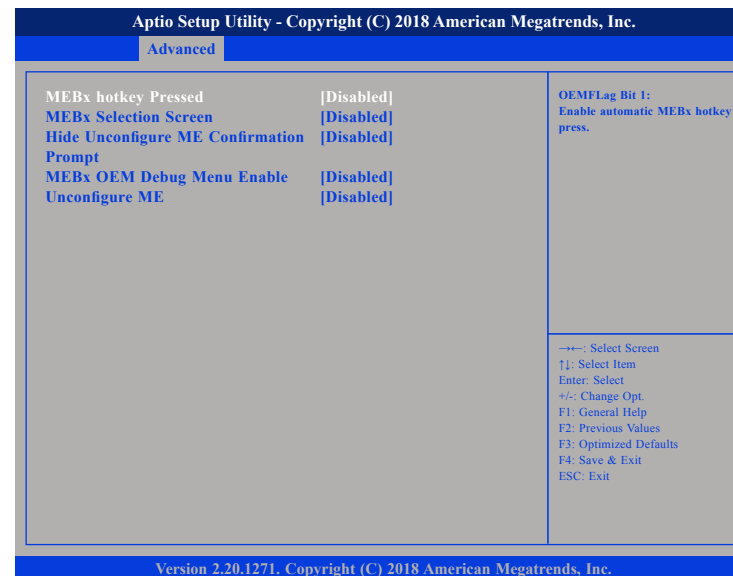 Aptio Setup Utility - Copyright (C) 2018 American Megatrends, Inc.
Advanced
MEBx hotkey Pressed [Disabled]
MEBx Selection Screen [Disabled]
Hide Unconfigure ME Confirmation [Disabled]
Prompt
MEBx OEM Debug Menu Enable [Disabled]
Unconfigure ME [Disabled]
OEMFLag Bit 1:
Enable automatic MEBx hotkey
press.
→←: Select Screen
↑↓: Select Item
Enter: Select
+/-: Change Opt.
F1: General Help
F2: Previous Values
F3: Optimized Defaults
F4: Save & Exit
ESC: Exit
Version 2.20.1271. Copyright (C) 2018 American Megatrends, Inc.